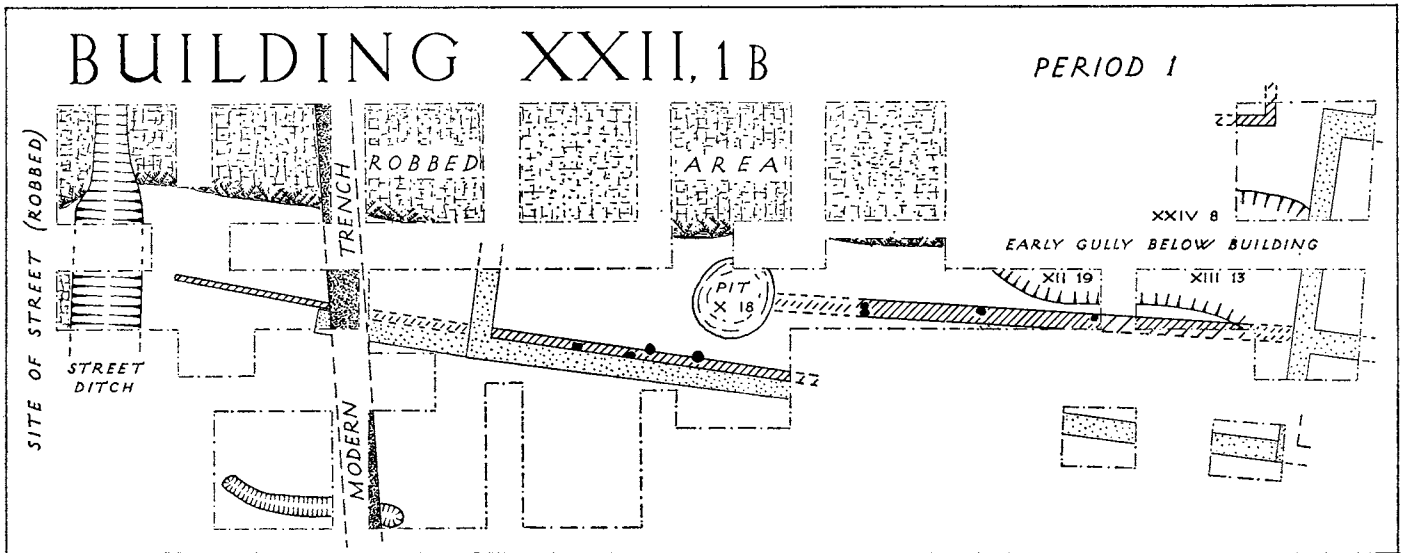 BUILDING XXII, 1B
PERIOD 1
SITE OF STREET (ROBBED)
ROBBED AREA
MODERN TRENCH
XXIV 8
EARLY GULLY BELOW BUILDING
XII 19
XIII 13
PIT
X 18
STREET
DITCH